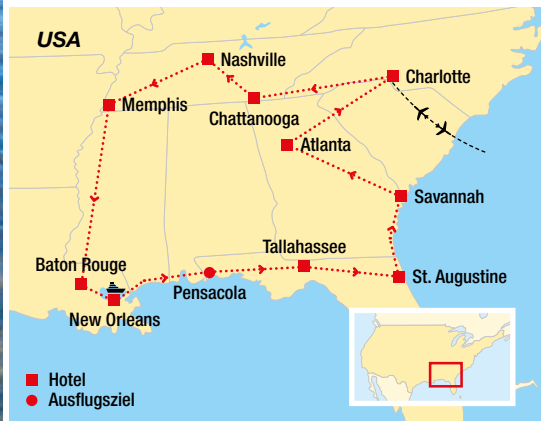 USA
Nashville
Charlotte
Memphis
Chattanooga
Atlanta
Savannah
Tallahassee
Baton Rouge
Pensacola
St. Augustine
New Orleans
Hotel
Ausflugsziel